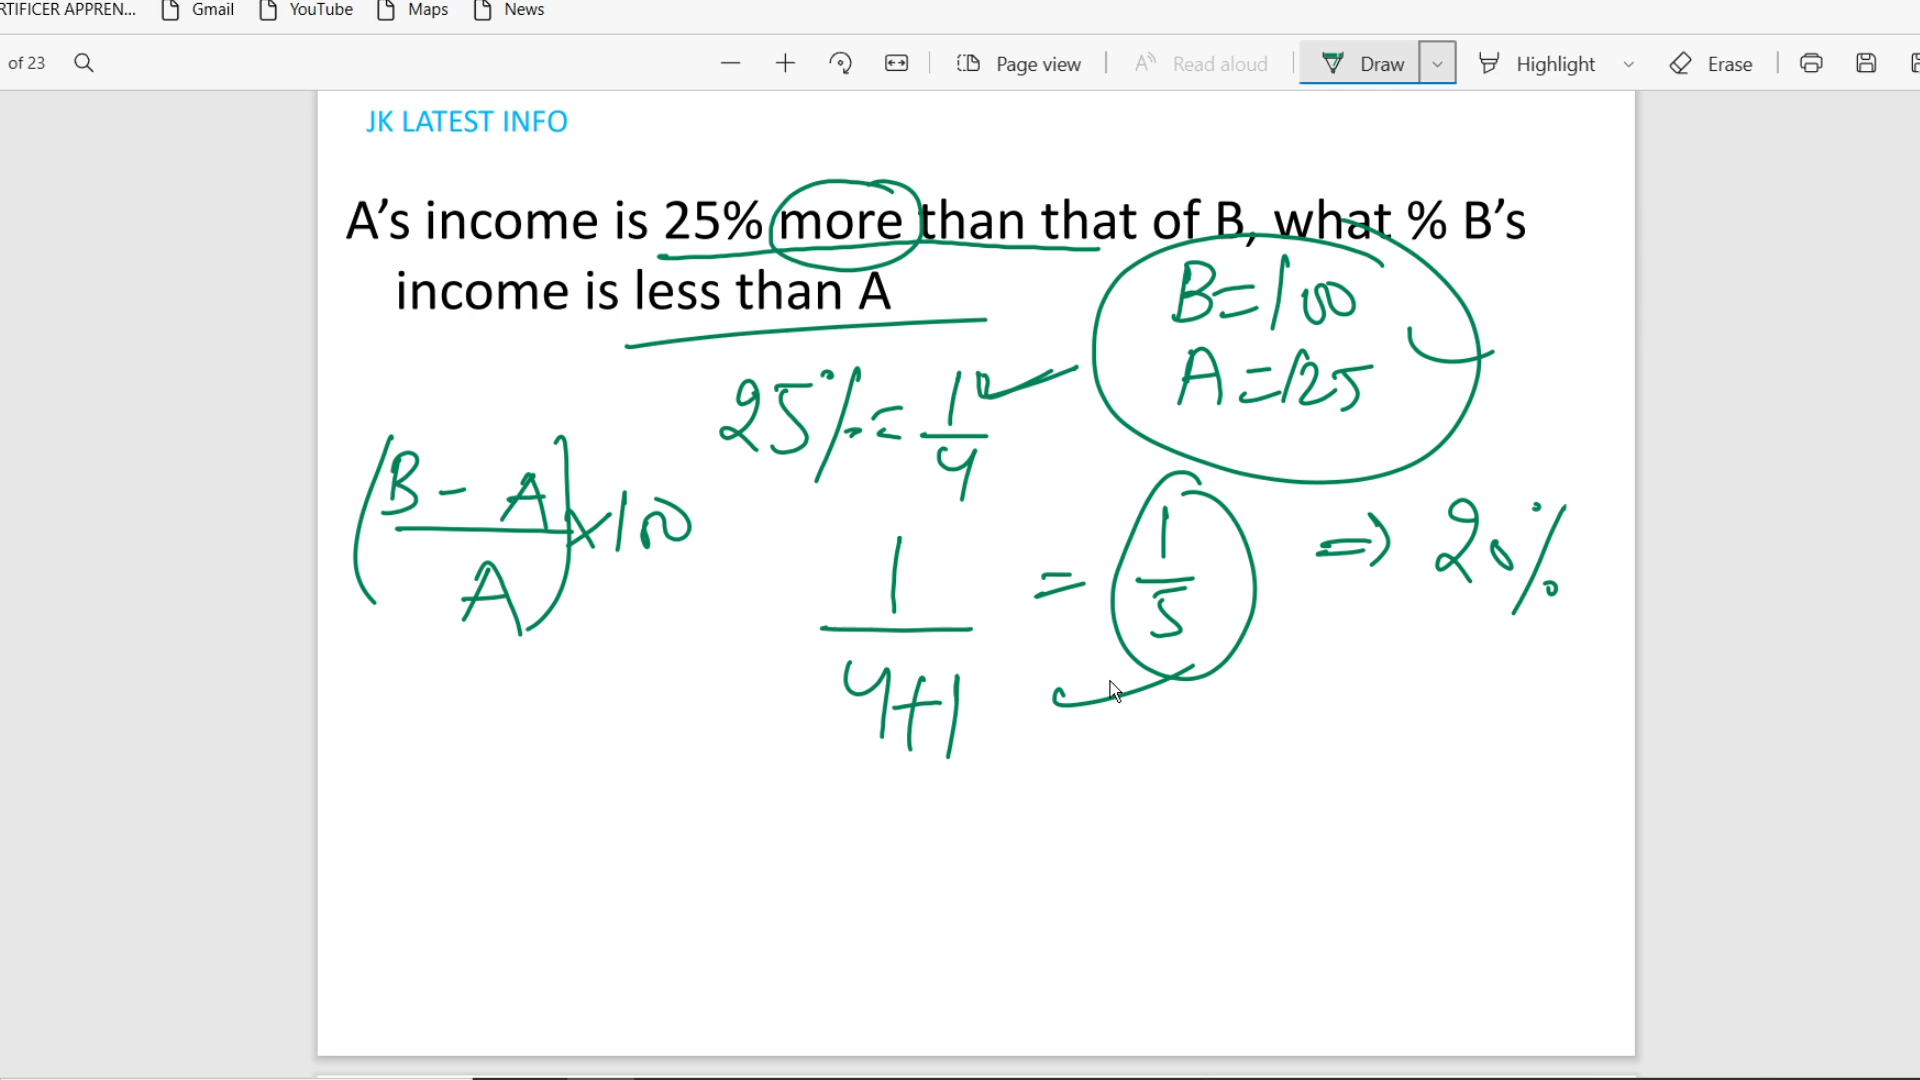 RTIFICER APPREN... Gmail YouTube Maps News
of 23 Page view Read aloud Draw Highlight Erase
JK LATEST INFO
A's income is 25% more than that of B, what % B's
income is less than A
B=100
A=125
25%=1/4
(B-A/A)×100
1/4+1 = 1/5 ⇒ 20%